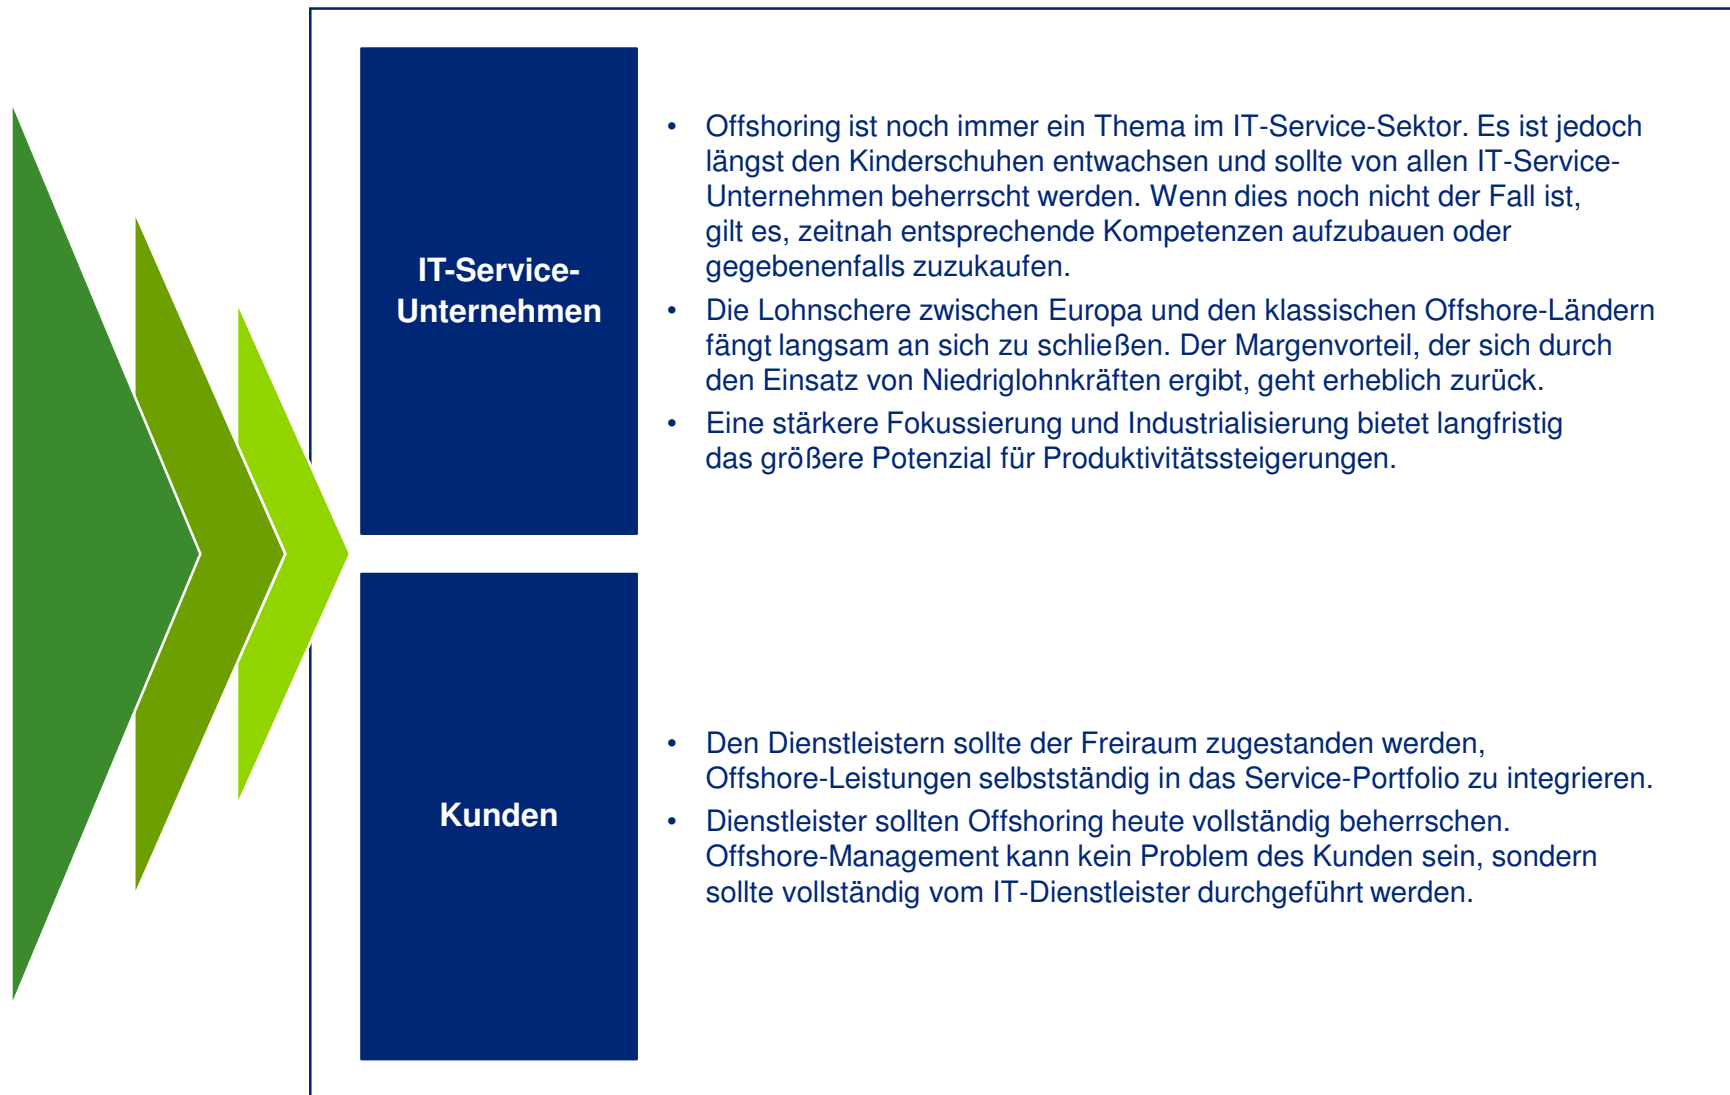 IT-Service-
Unternehmen
• Offshoring ist noch immer ein Thema im IT-Service-Sektor. Es ist jedoch
längst den Kinderschuhen entwachsen und sollte von allen IT-Service-
Unternehmen beherrscht werden. Wenn dies noch nicht der Fall ist,
gilt es, zeitnah entsprechende Kompetenzen aufzubauen oder
gegebenenfalls zuzukaufen.
• Die Lohnschere zwischen Europa und den klassischen Offshore-Ländern
fängt langsam an sich zu schließen. Der Margenvorteil, der sich durch
den Einsatz von Niedriglohnkräften ergibt, geht erheblich zurück.
• Eine stärkere Fokussierung und Industrialisierung bietet langfristig
das größere Potenzial für Produktivitätssteigerungen.
Kunden
• Den Dienstleistern sollte der Freiraum zugestanden werden,
Offshore-Leistungen selbstständig in das Service-Portfolio zu integrieren.
• Dienstleister sollten Offshoring heute vollständig beherrschen.
Offshore-Management kann kein Problem des Kunden sein, sondern
sollte vollständig vom IT-Dienstleister durchgeführt werden.